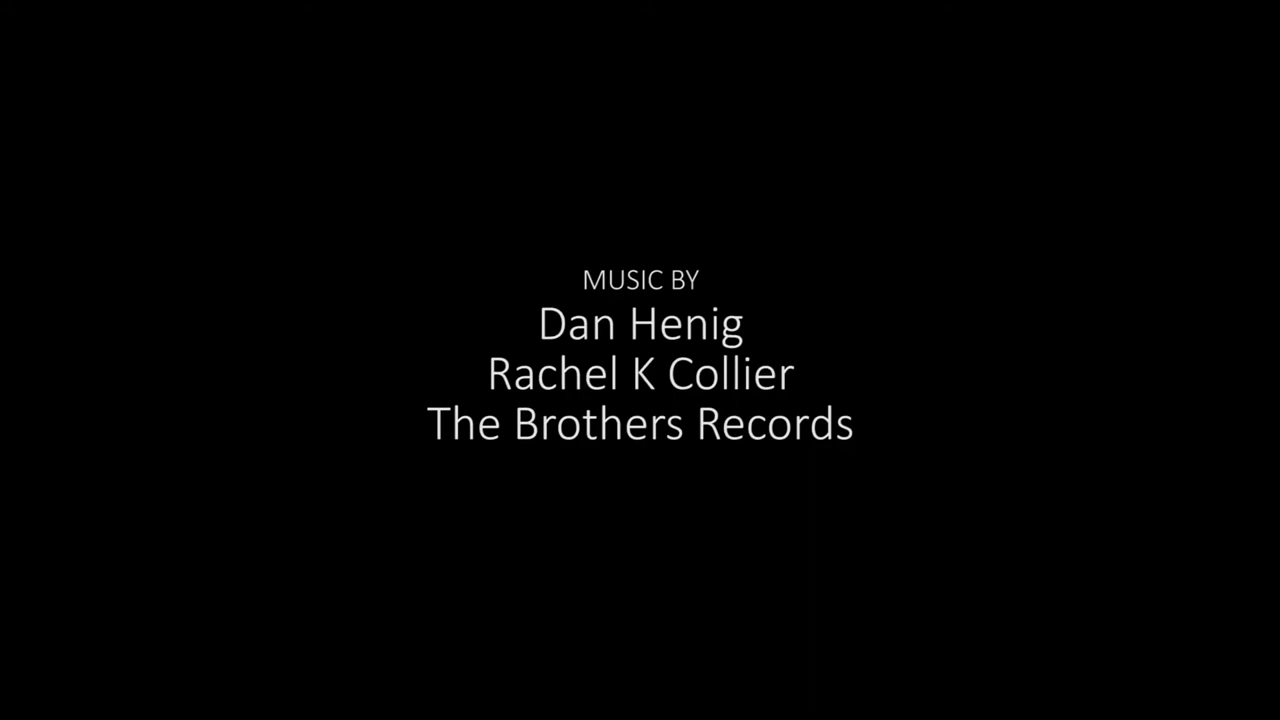 MUSIC BY
Dan Henig
Rachel K Collier
The Brothers Records